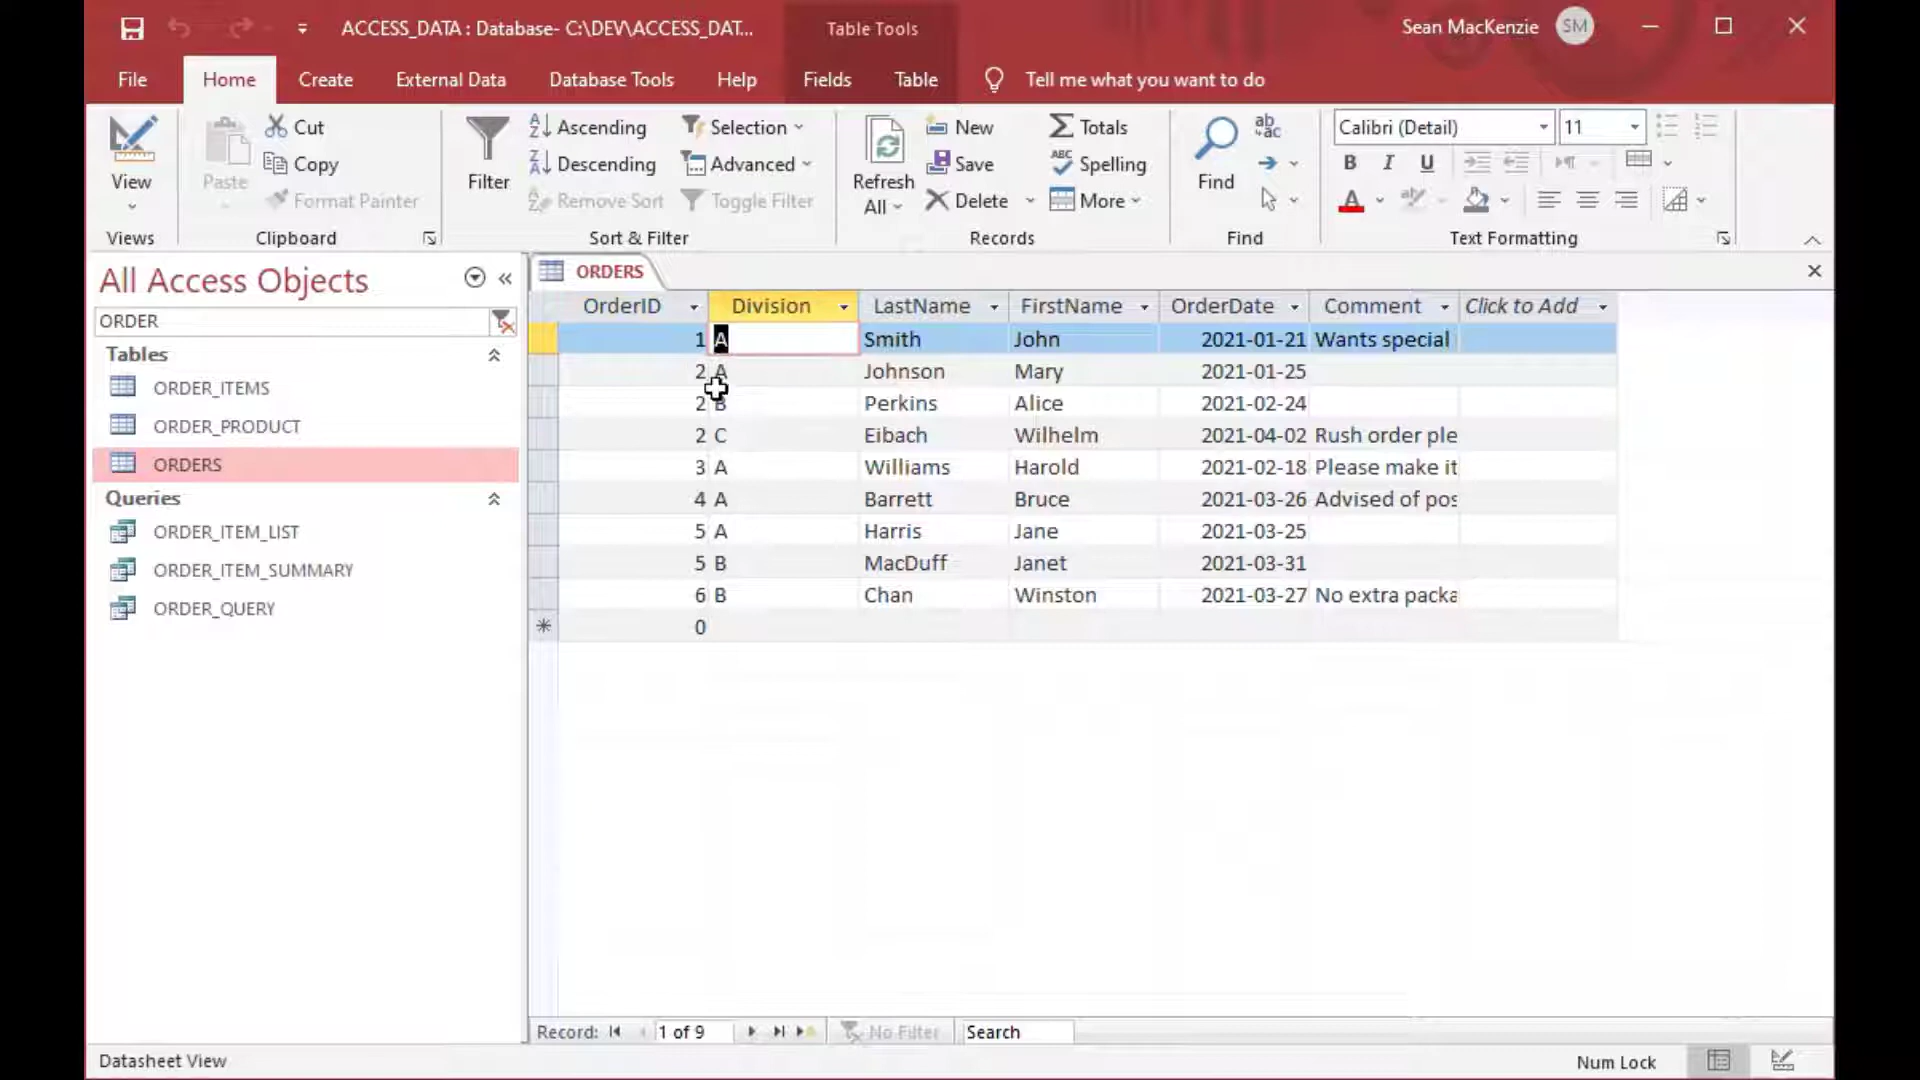 ACCESS_DATA : Database- C:\DEV\ACCESS_DAT... Table Tools Sean MacKenzie SM
File Home Create External Data Database Tools Help Fields Table Tell me what you want to do
View
Views
Paste Cut
Copy
Format Painter
Clipboard
Filter Ascending Selection
Descending Advanced
Remove Sort Toggle Filter
Sort & Filter
Refresh All New Totals
Save Spelling
Delete More
Records
Find
Find
Calibri (Detail) 11
B I U
A
Text Formatting
All Access Objects
ORDER
Tables
ORDER_ITEMS
ORDER_PRODUCT
ORDERS
Queries
ORDER_ITEM_LIST
ORDER_ITEM_SUMMARY
ORDER_QUERY
ORDERS
OrderID Division LastName FirstName OrderDate Comment Click to Add
1 A Smith John 2021-01-21 Wants special
2 A Johnson Mary 2021-01-25
2 B Perkins Alice 2021-02-24
2 C Eibach Wilhelm 2021-04-02 Rush order ple
3 A Williams Harold 2021-02-18 Please make it
4 A Barrett Bruce 2021-03-26 Advised of pos
5 A Harris Jane 2021-03-25
5 B MacDuff Janet 2021-03-31
6 B Chan Winston 2021-03-27 No extra packa
0
Record: 1 of 9 No Filter Search
Datasheet View Num Lock